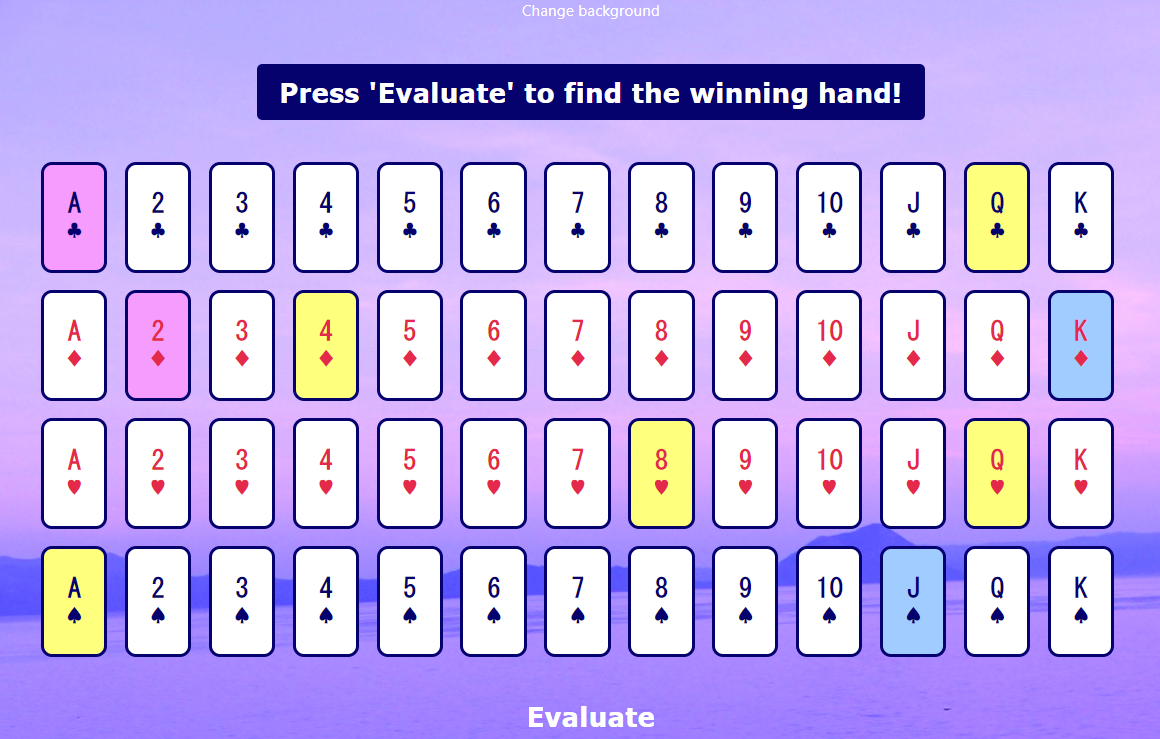 Change background
Press 'Evaluate' to find the winning hand!
A 2 3 4 5 6 7 8 9 10 J Q K
♣ ♣ ♣ ♣ ♣ ♣ ♣ ♣ ♣ ♣ ♣ ♣ ♣
A 2 3 4 5 6 7 8 9 10 J Q K
♦ ♦ ♦ ♦ ♦ ♦ ♦ ♦ ♦ ♦ ♦ ♦ ♦
A 2 3 4 5 6 7 8 9 10 J Q K
♥ ♥ ♥ ♥ ♥ ♥ ♥ ♥ ♥ ♥ ♥ ♥ ♥
A 2 3 4 5 6 7 8 9 10 J Q K
♠ ♠ ♠ ♠ ♠ ♠ ♠ ♠ ♠ ♠ ♠ ♠ ♠
Evaluate